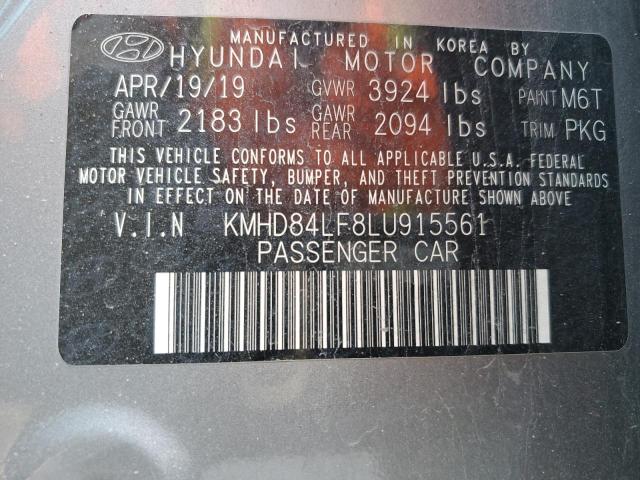 MANUFACTURED IN KOREA BY
HYUNDAI MOTOR COMPANY
APR/19/19 GVWR 3924 lbs PAINT M6T
GAWR FRONT 2183 lbs GAWR REAR 2094 lbs TRIM PKG
THIS VEHICLE CONFORMS TO ALL APPLICABLE U.S.A. FEDERAL
MOTOR VEHICLE SAFETY, BUMPER, AND THEFT PREVENTION
STANDARDS IN EFFECT ON THE DATE OF MANUFACTURE SHOWN ABOVE
V.I.N KMHD84LF8LU915561
PASSENGER CAR